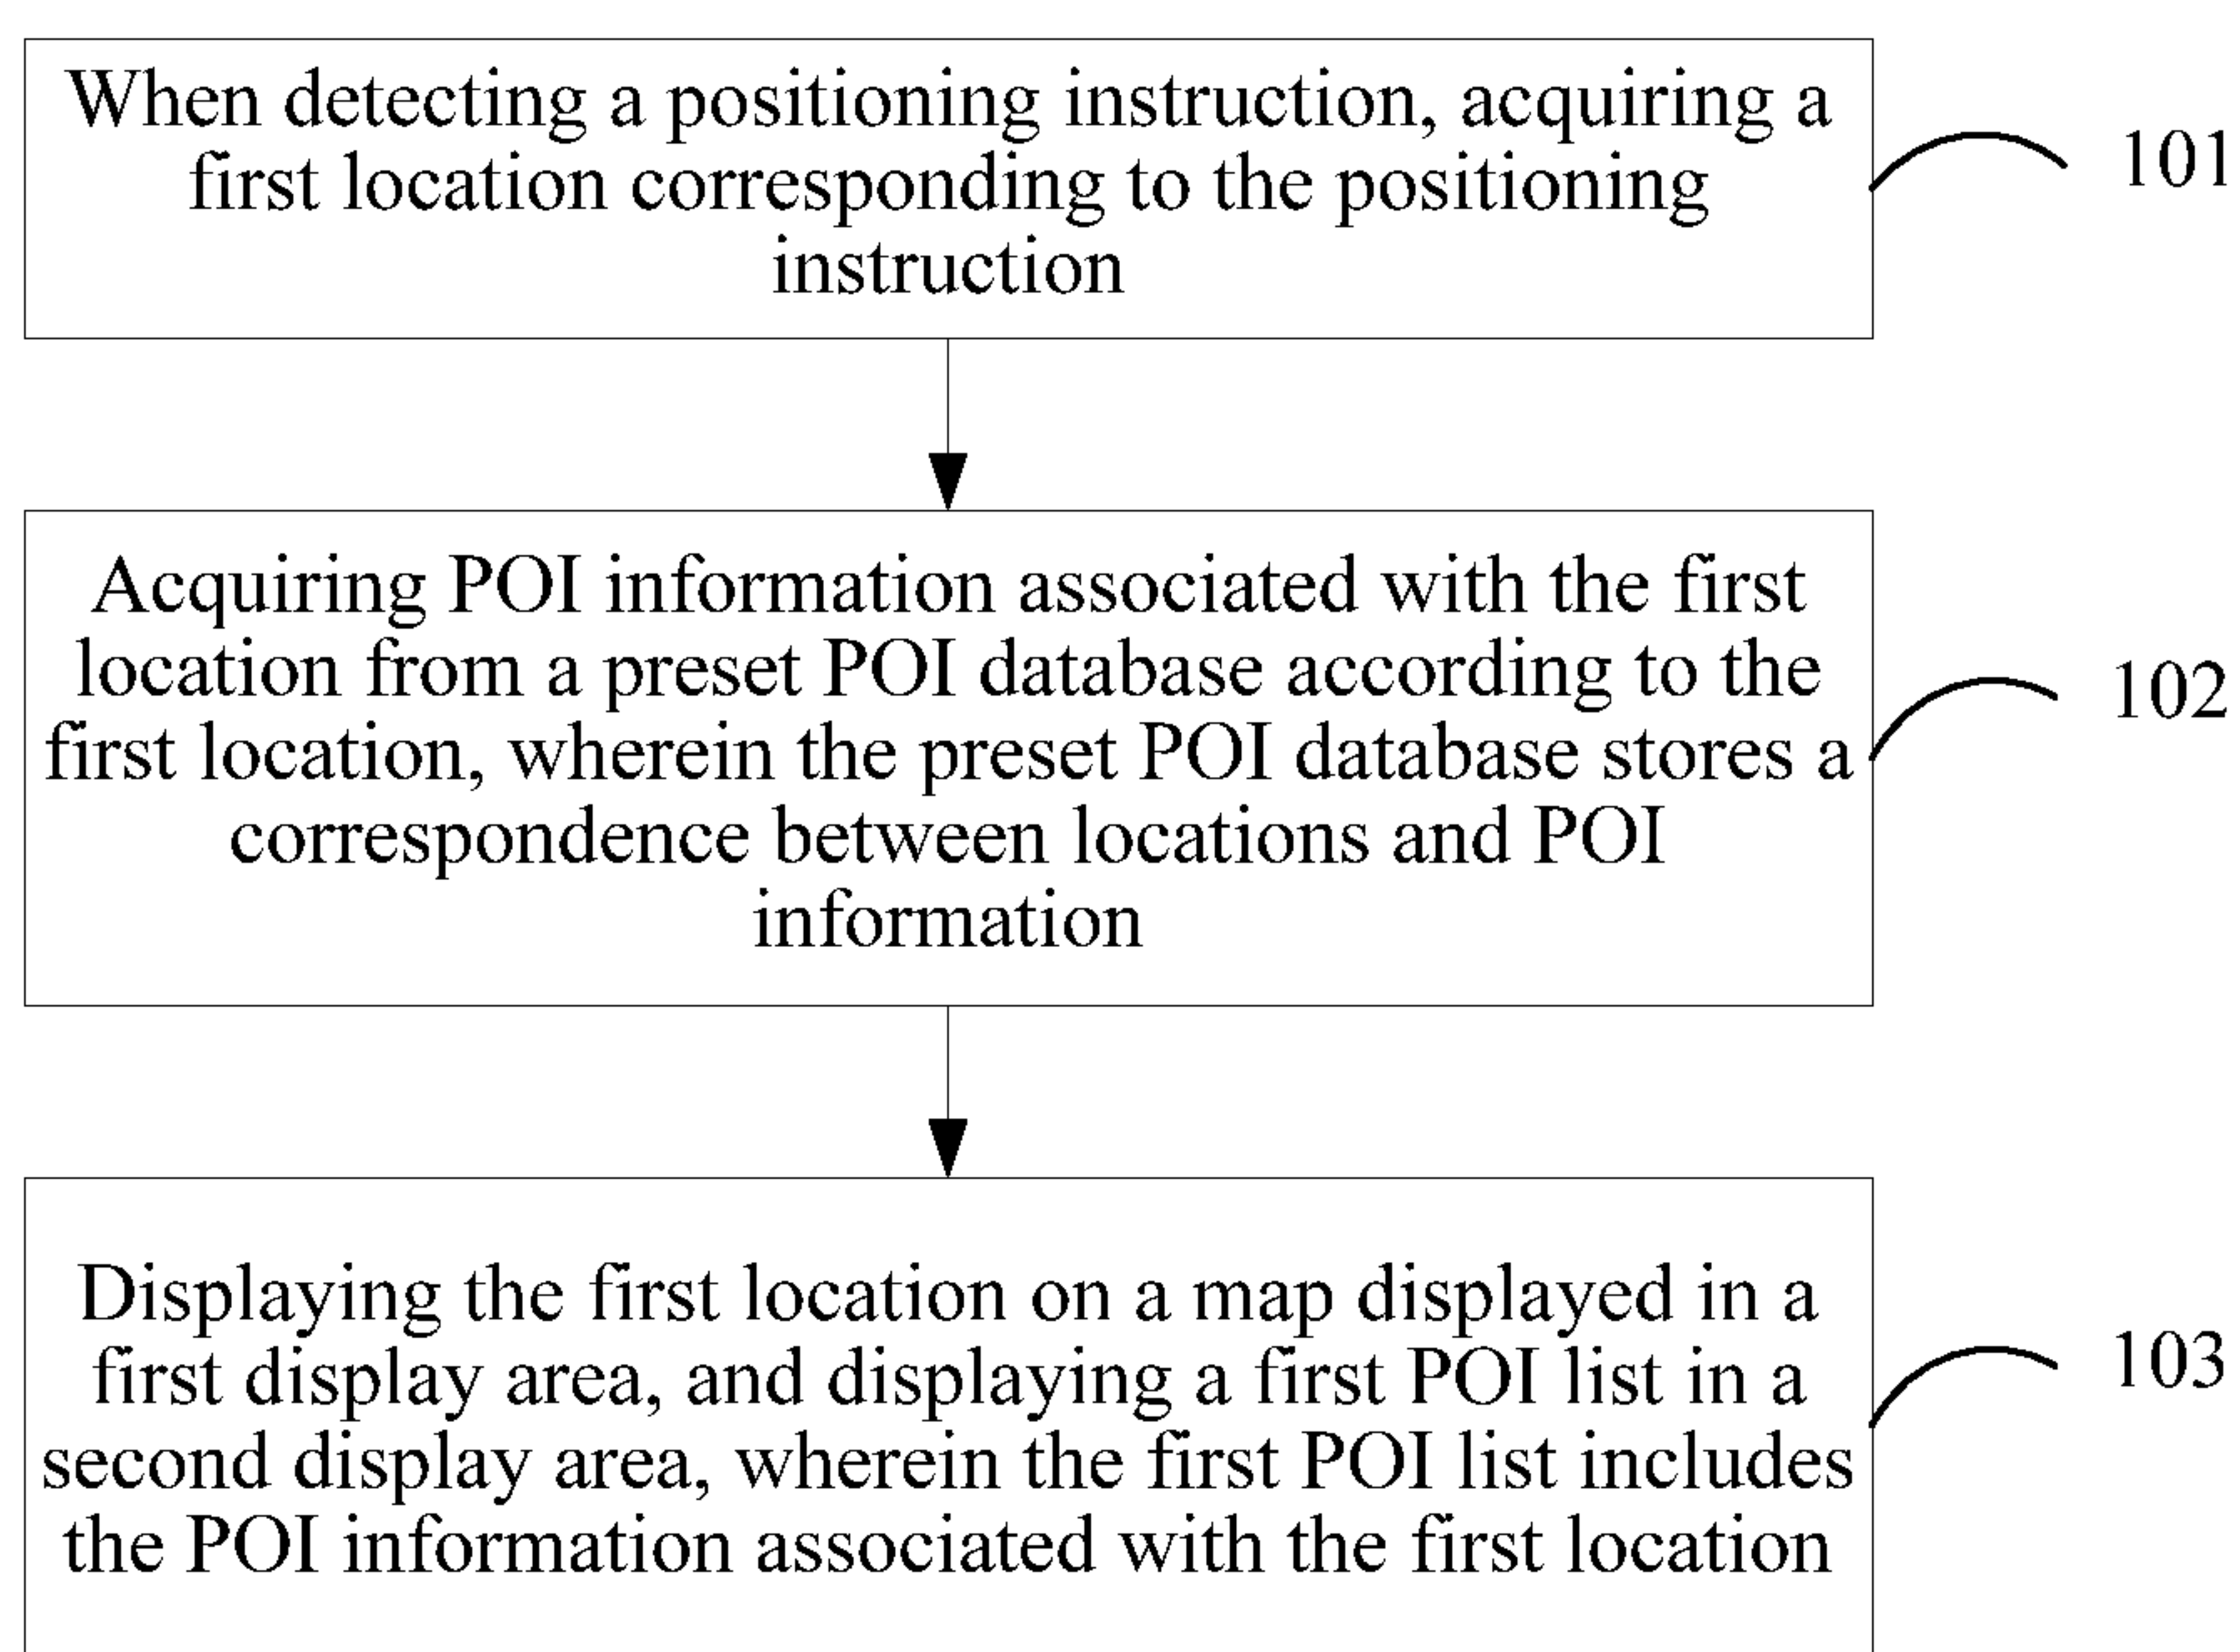 When detecting a positioning instruction, acquiring a
first location corresponding to the positioning
instruction
101
Acquiring POI information associated with the first
location from a preset POI database according to the
first location, wherein the preset POI database stores a
correspondence between locations and POI
information
102
Displaying the first location on a map displayed in a
first display area, and displaying a first POI list in a
second display area, wherein the first POI list includes
the POI information associated with the first location
103